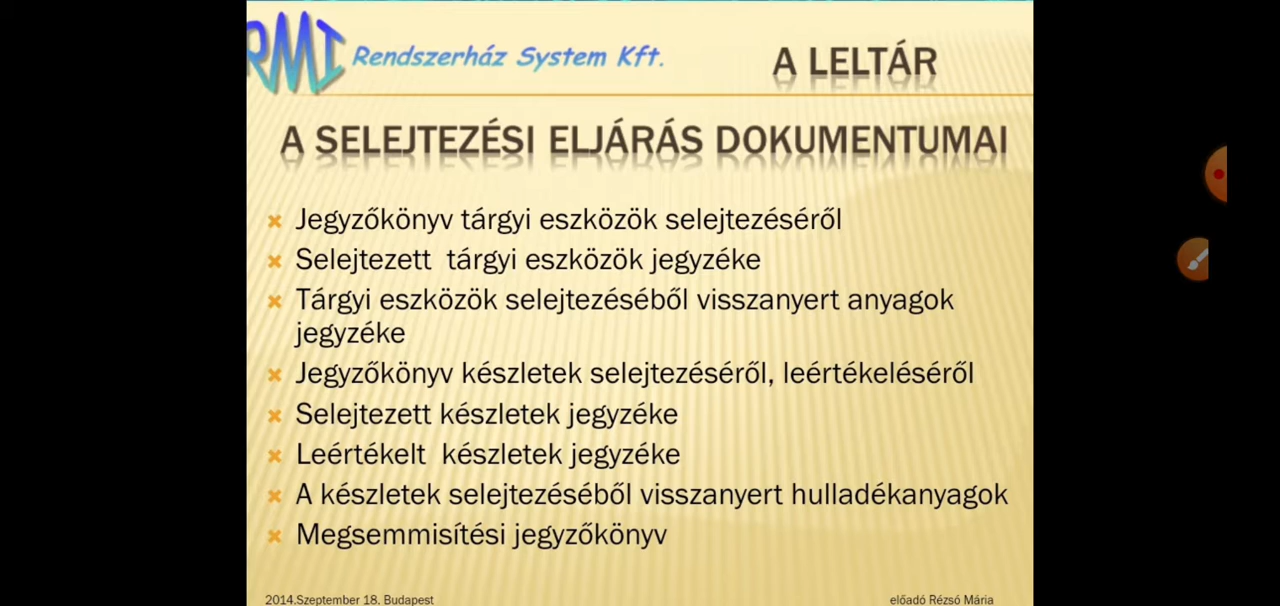 RMI Rendszerház System Kft.
A LELTÁR
A SELEJTEZÉSI ELJÁRÁS DOKUMENTUMAI
Jegyzőkönyv tárgyi eszközök selejtezéséről
Selejtezett tárgyi eszközök jegyzéke
Tárgyi eszközök selejtezéséből visszanyert anyagok
jegyzéke
Jegyzőkönyv készletek selejtezéséről, leértékeléséről
Selejtezett készletek jegyzéke
Leértékelt készletek jegyzéke
A készletek selejtezéséből visszanyert hulladékanyagok
Megsemmisítési jegyzőkönyv
2014.Szeptember 18. Budapest
előadó Rézsó Mária